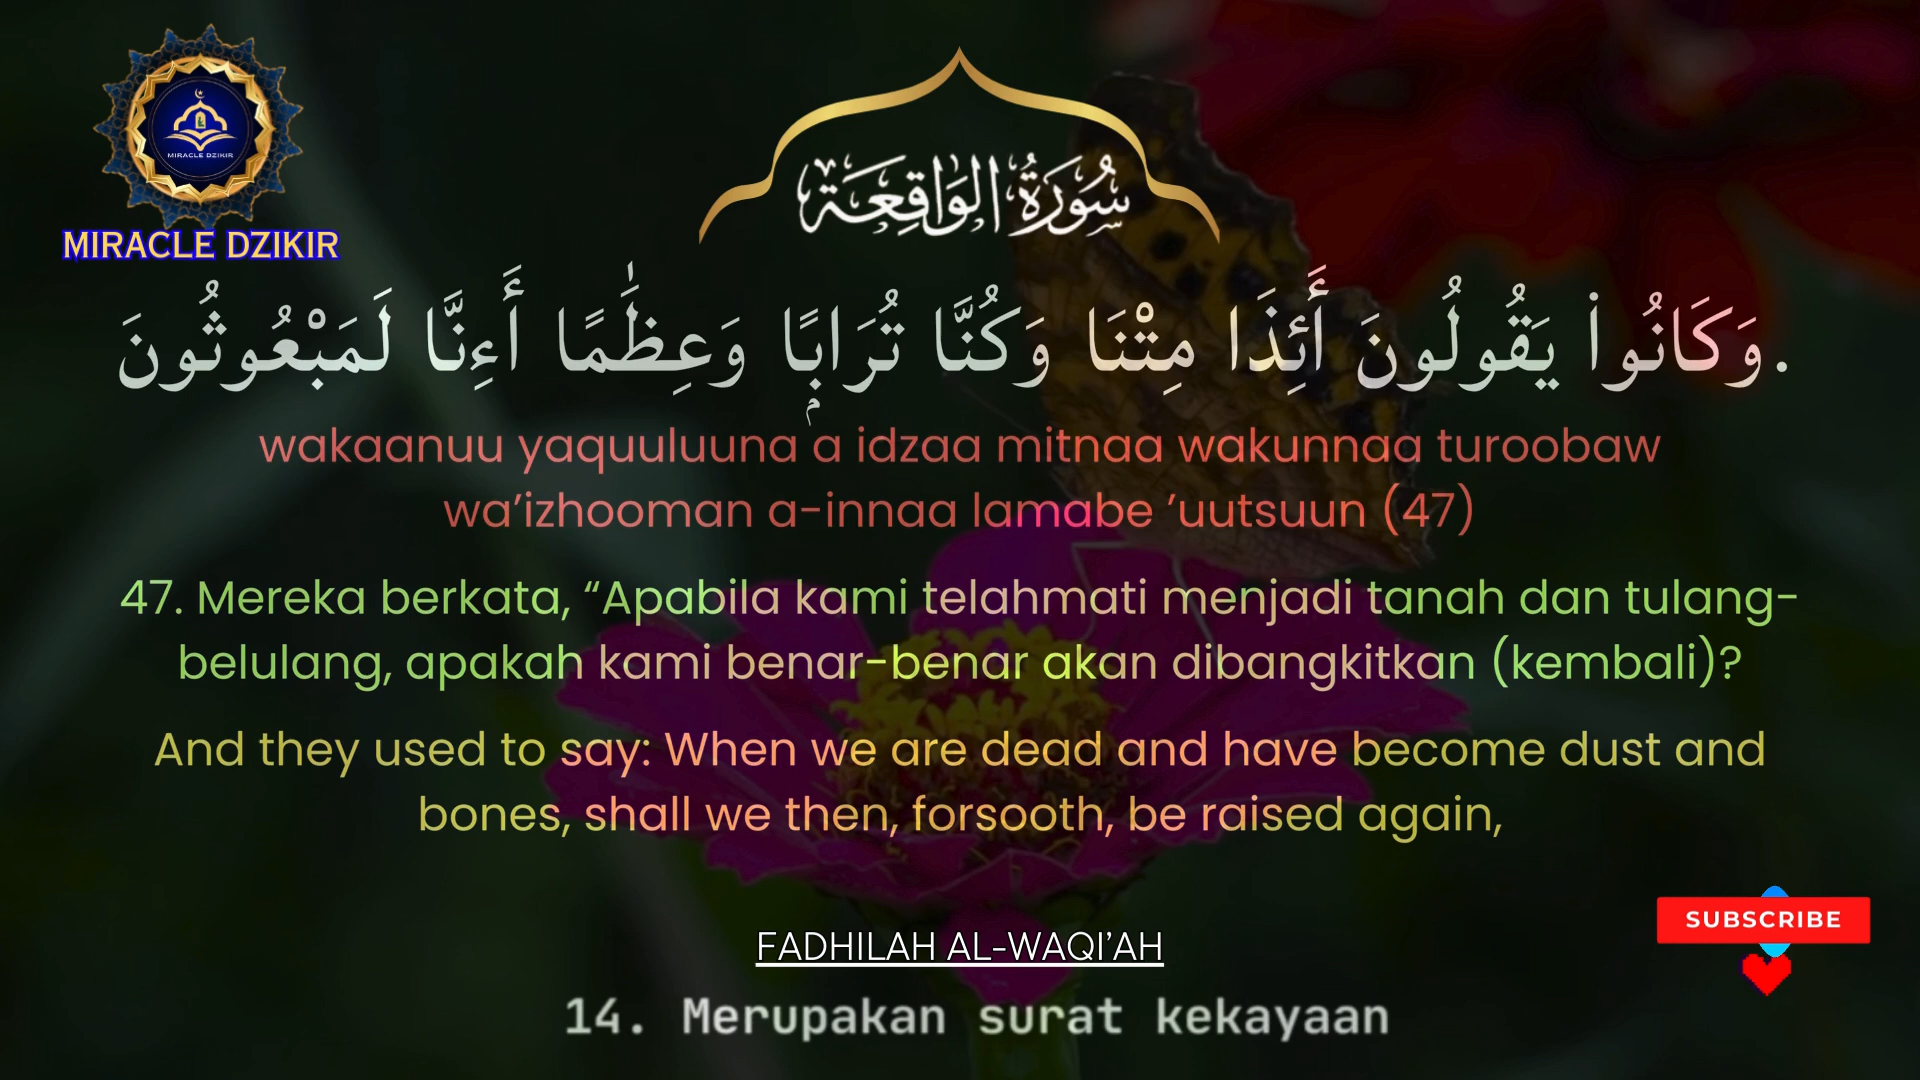 MIRACLE DZIKIR
MIRACLE DZIKIR
سُورَةُ الوَاقِعَة
وَكَانُوا۟ يَقُولُونَ أَئِذَا مِتْنَا وَكُنَّا تُرَابًۭا وَعِظَٰمًا أَءِنَّا لَمَبْعُوثُونَ.
wakaanuu yaquuluuna a idzaa mitnaa wakunnaa turoobaw
wa’izhooman a-innaa lamabe ’uutsuun (47)
47. Mereka berkata, “Apabila kami telahmati menjadi tanah dan tulang-
belulang, apakah kami benar-benar akan dibangkitkan (kembali)?
And they used to say: When we are dead and have become dust and
bones, shall we then, forsooth, be raised again,
SUBSCRIBE
FADHILAH AL-WAQI’AH
14. Merupakan surat kekayaan